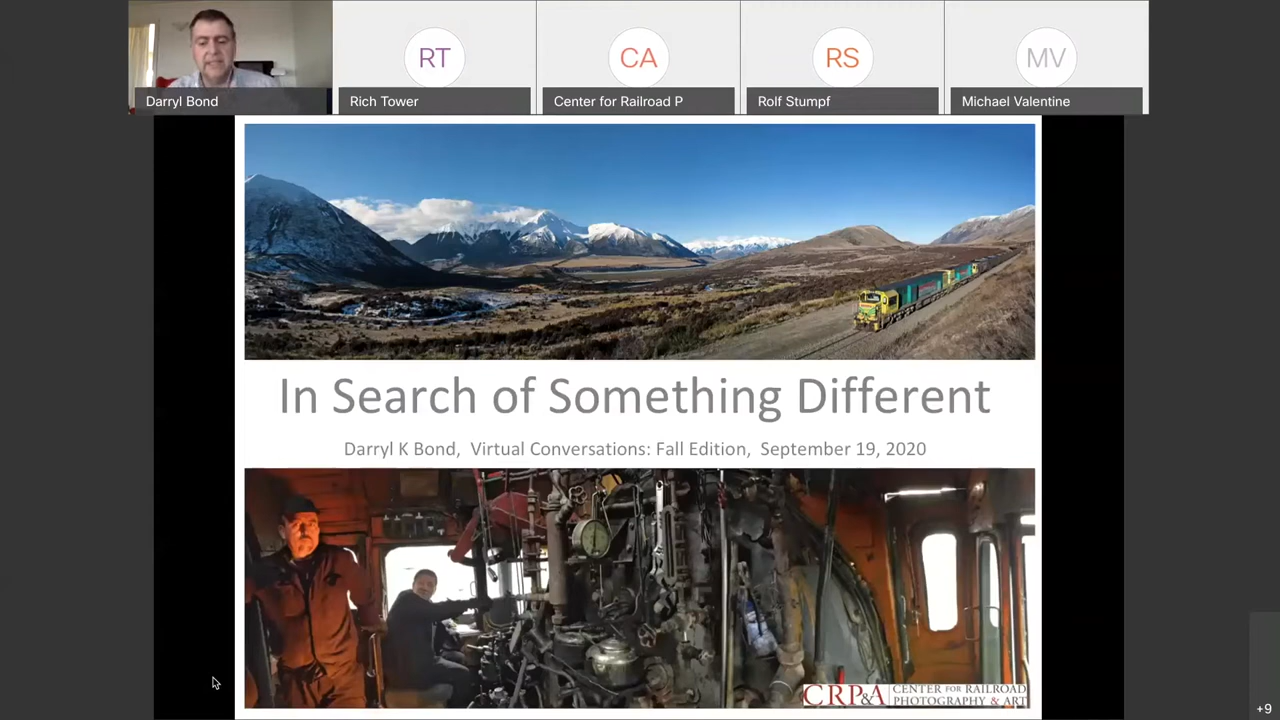 RT
CA
RS
MV
Darryl Bond
Rich Tower
Center for Railroad P
Rolf Stumpf
Michael Valentine
In Search of Something Different
Darryl K Bond, Virtual Conversations: Fall Edition, September 19, 2020
CRP&A
CENTER FOR RAILROAD
PHOTOGRAPHY & ART
+9